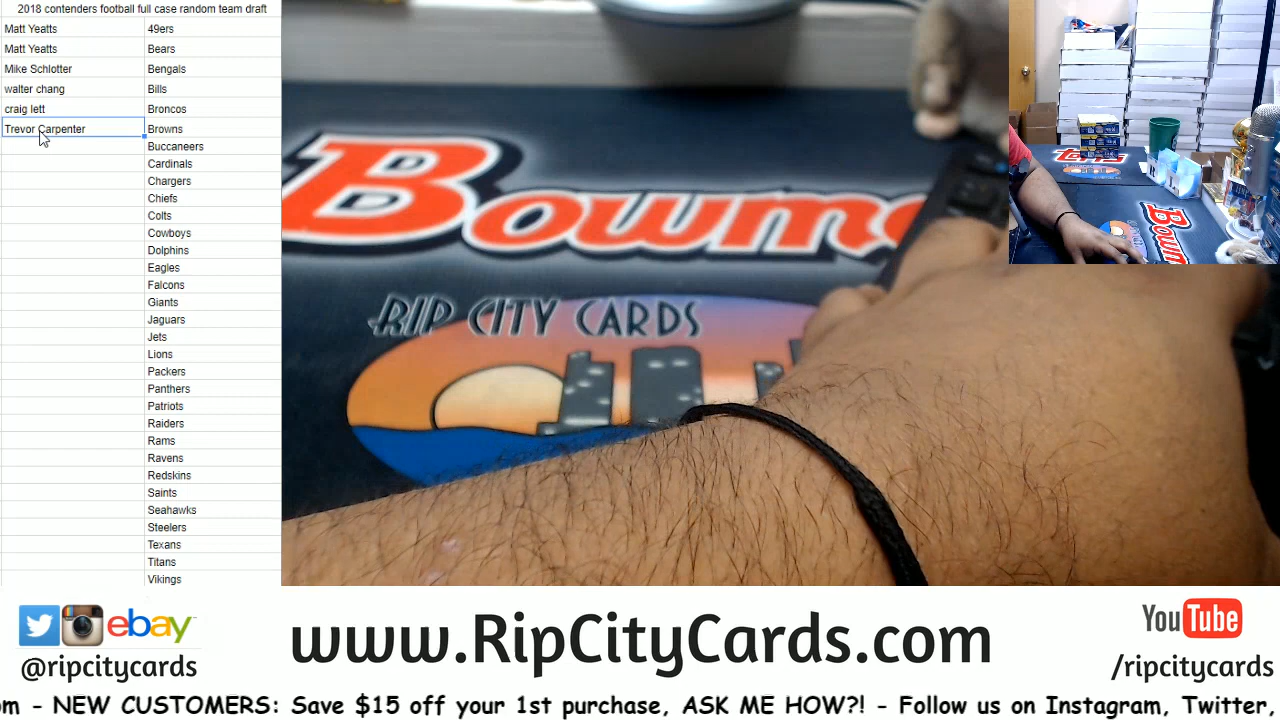 2018 contenders football full case random team draft
Matt Yeatts 49ers
Matt Yeatts Bears
Mike Schlotter Bengals
walter chang Bills
craig lett Broncos
Trevor Carpenter Browns
Buccaneers
Cardinals
Chargers
Chiefs
Colts
Cowboys
Dolphins
Eagles
Falcons
Giants
Jaguars
Jets
Lions
Packers
Panthers
Patriots
Raiders
Rams
Ravens
Redskins
Saints
Seahawks
Steelers
Texans
Titans
Vikings
Bowm
RIP CITY CARDS
Bowm
ebay
@ripcitycards
www.RipCityCards.com
YouTube
/ripcitycards
om - NEW CUSTOMERS: Save $15 off your 1st purchase, ASK ME HOW?! - Follow us on Instagram, Twitter,